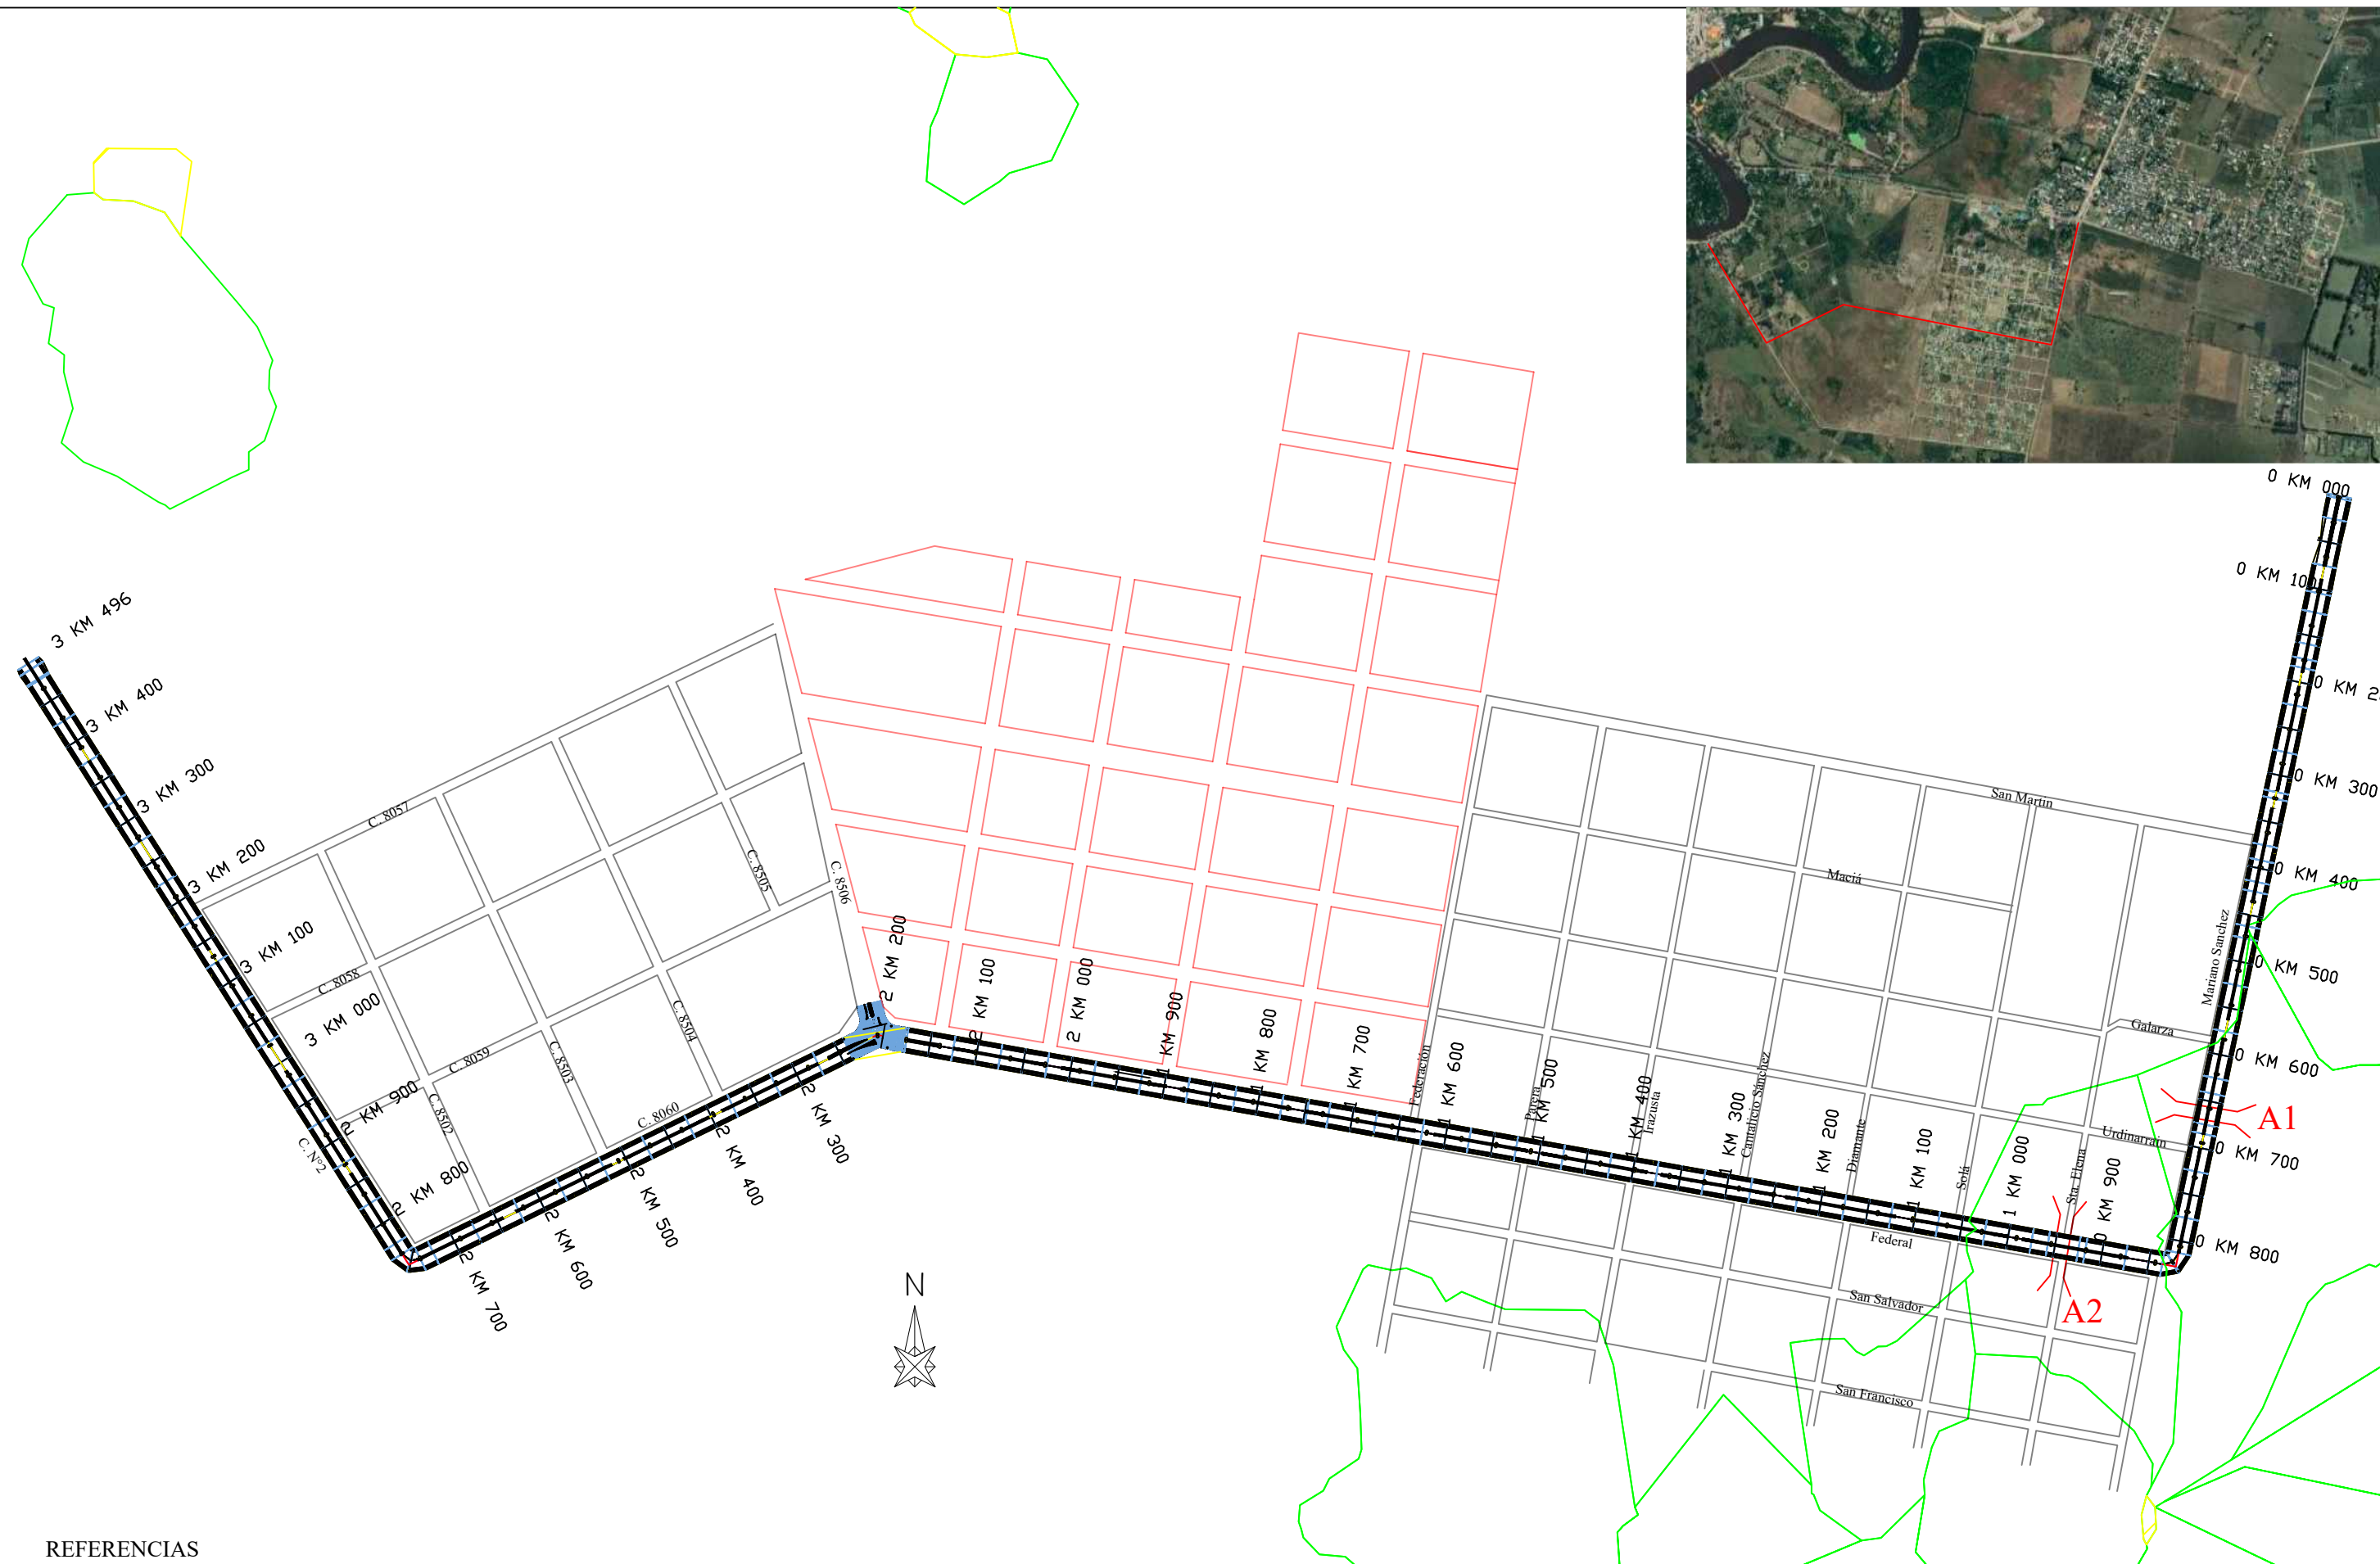 0 KM 000
0 KM 100
0 KM 2
0 KM 300
0 KM 400
0 KM 500
0 KM 600
0 KM 700
0 KM 800
0 KM 900
1 KM 000
1 KM 100
1 KM 200
1 KM 300
1 KM 400
1 KM 500
1 KM 600
1 KM 700
1 KM 800
1 KM 900
2 KM 000
2 KM 100
2 KM 200
2 KM 300
2 KM 400
2 KM 500
2 KM 600
2 KM 700
2 KM 800
2 KM 900
3 KM 000
3 KM 100
3 KM 200
3 KM 300
3 KM 400
3 KM 496
C. 8057
C. 8058
C. 8059
C. 8060
C. 8502
C. 8503
C. 8504
C. 8505
C. 8506
C. N°2
San Martin
Maciá
Mariano Sanchez
Galarza
Urdinarrain
Federación
Parera
Irazusta
Cantalicio Sánchez
Diamante
Solá
Sta. Elena
Federal
San Salvador
San Francisco
A1
A2
N
REFERENCIAS